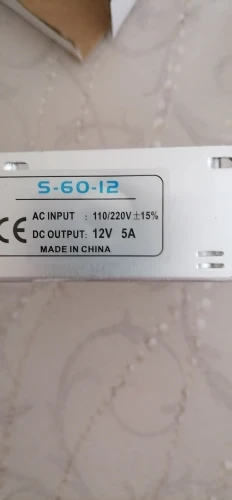 S-60-12
AC INPUT : 110/220V±15%
CE DC OUTPUT: 12V 5A
MADE IN CHINA